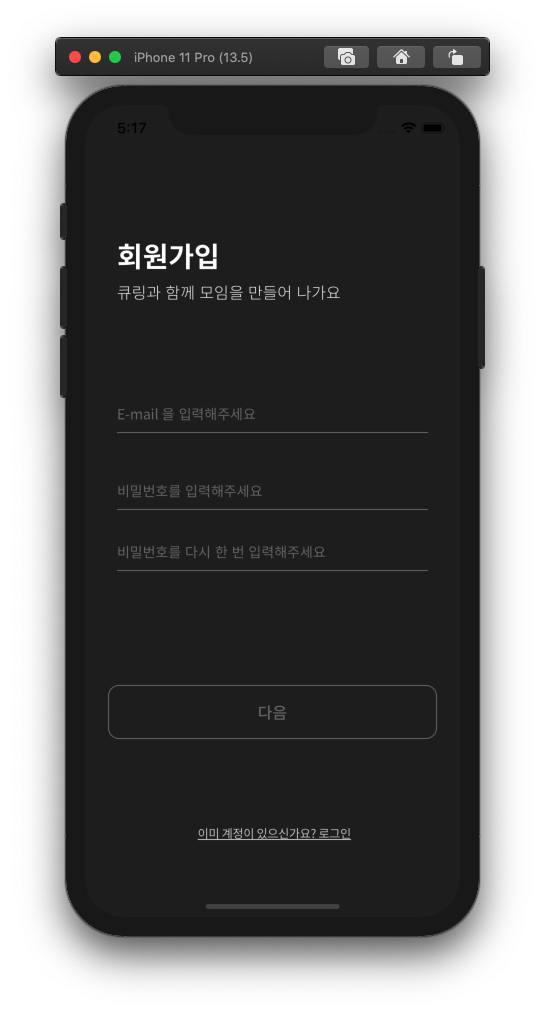 iPhone 11 Pro (13.5)
5:17
회원가입
큐링과 함께 모임을 만들어 나가요
E-mail 을 입력해주세요
비밀번호를 입력해주세요
비밀번호를 다시 한 번 입력해주세요
다음
이미 계정이 있으신가요? 로그인